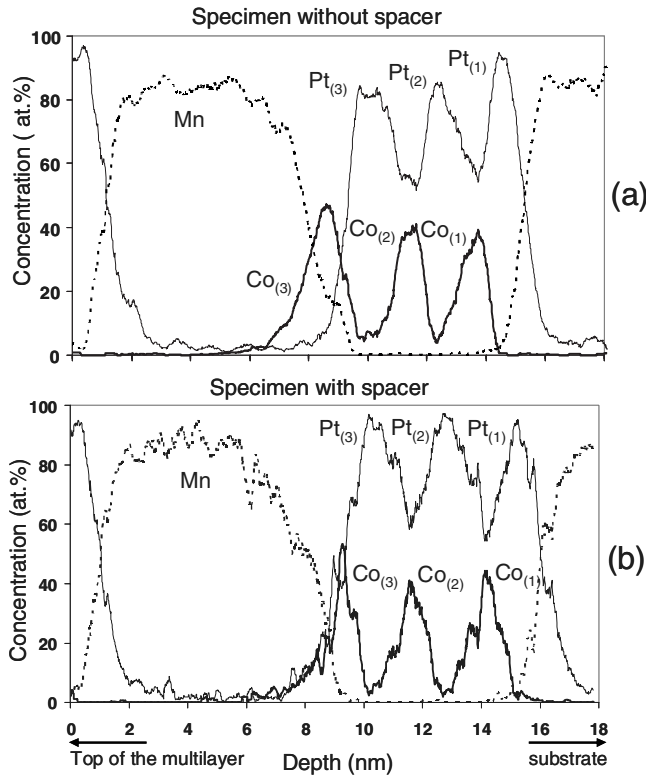 Specimen without spacer
100
80
60
40
20
0
Concentration ( at.%)
Mn
Pt(3)
Pt(2)
Pt(1)
Co(3)
Co(2)
Co(1)
(a)
Specimen with spacer
100
80
60
40
20
0
Concentration (at.%)
Mn
Pt(3)
Pt(2)
Pt(1)
Co(3)
Co(2)
Co(1)
(b)
0 2 4 6 8 10 12 14 16 18
Top of the multilayer
Depth (nm)
substrate